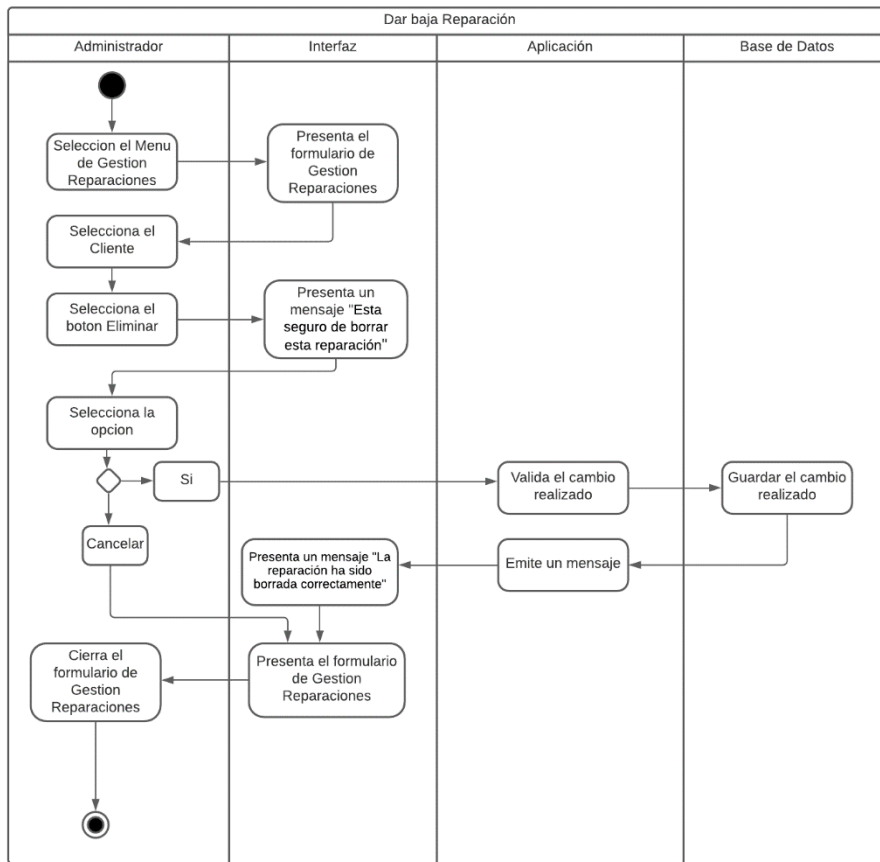 Dar baja Reparación
Administrador
Interfaz
Aplicación
Base de Datos
Seleccion el Menu
de Gestion
Reparaciones
Presenta el
formulario de
Gestion
Reparaciones
Selecciona el
Cliente
Selecciona el
boton Eliminar
Presenta un
mensaje "Esta
seguro de borrar
esta reparación"
Selecciona la
opcion
Si
Valida el cambio
realizado
Guardar el cambio
realizado
Cancelar
Presenta un mensaje "La
reparación ha sido
borrada correctamente"
Emite un mensaje
Cierra el
formulario de
Gestion
Reparaciones
Presenta el formulario
de Gestion
Reparaciones